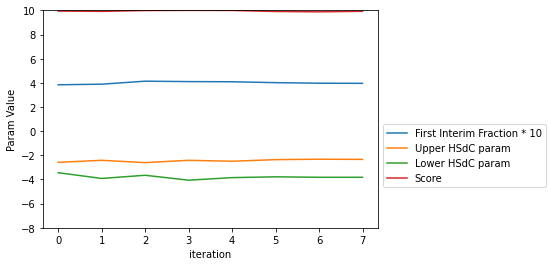 10
8
6
4
2
0
−2
−4
−6
−8
Param Value
0 1 2 3 4 5 6 7
iteration
First Interim Fraction * 10
Upper HSdC param
Lower HSdC param
Score